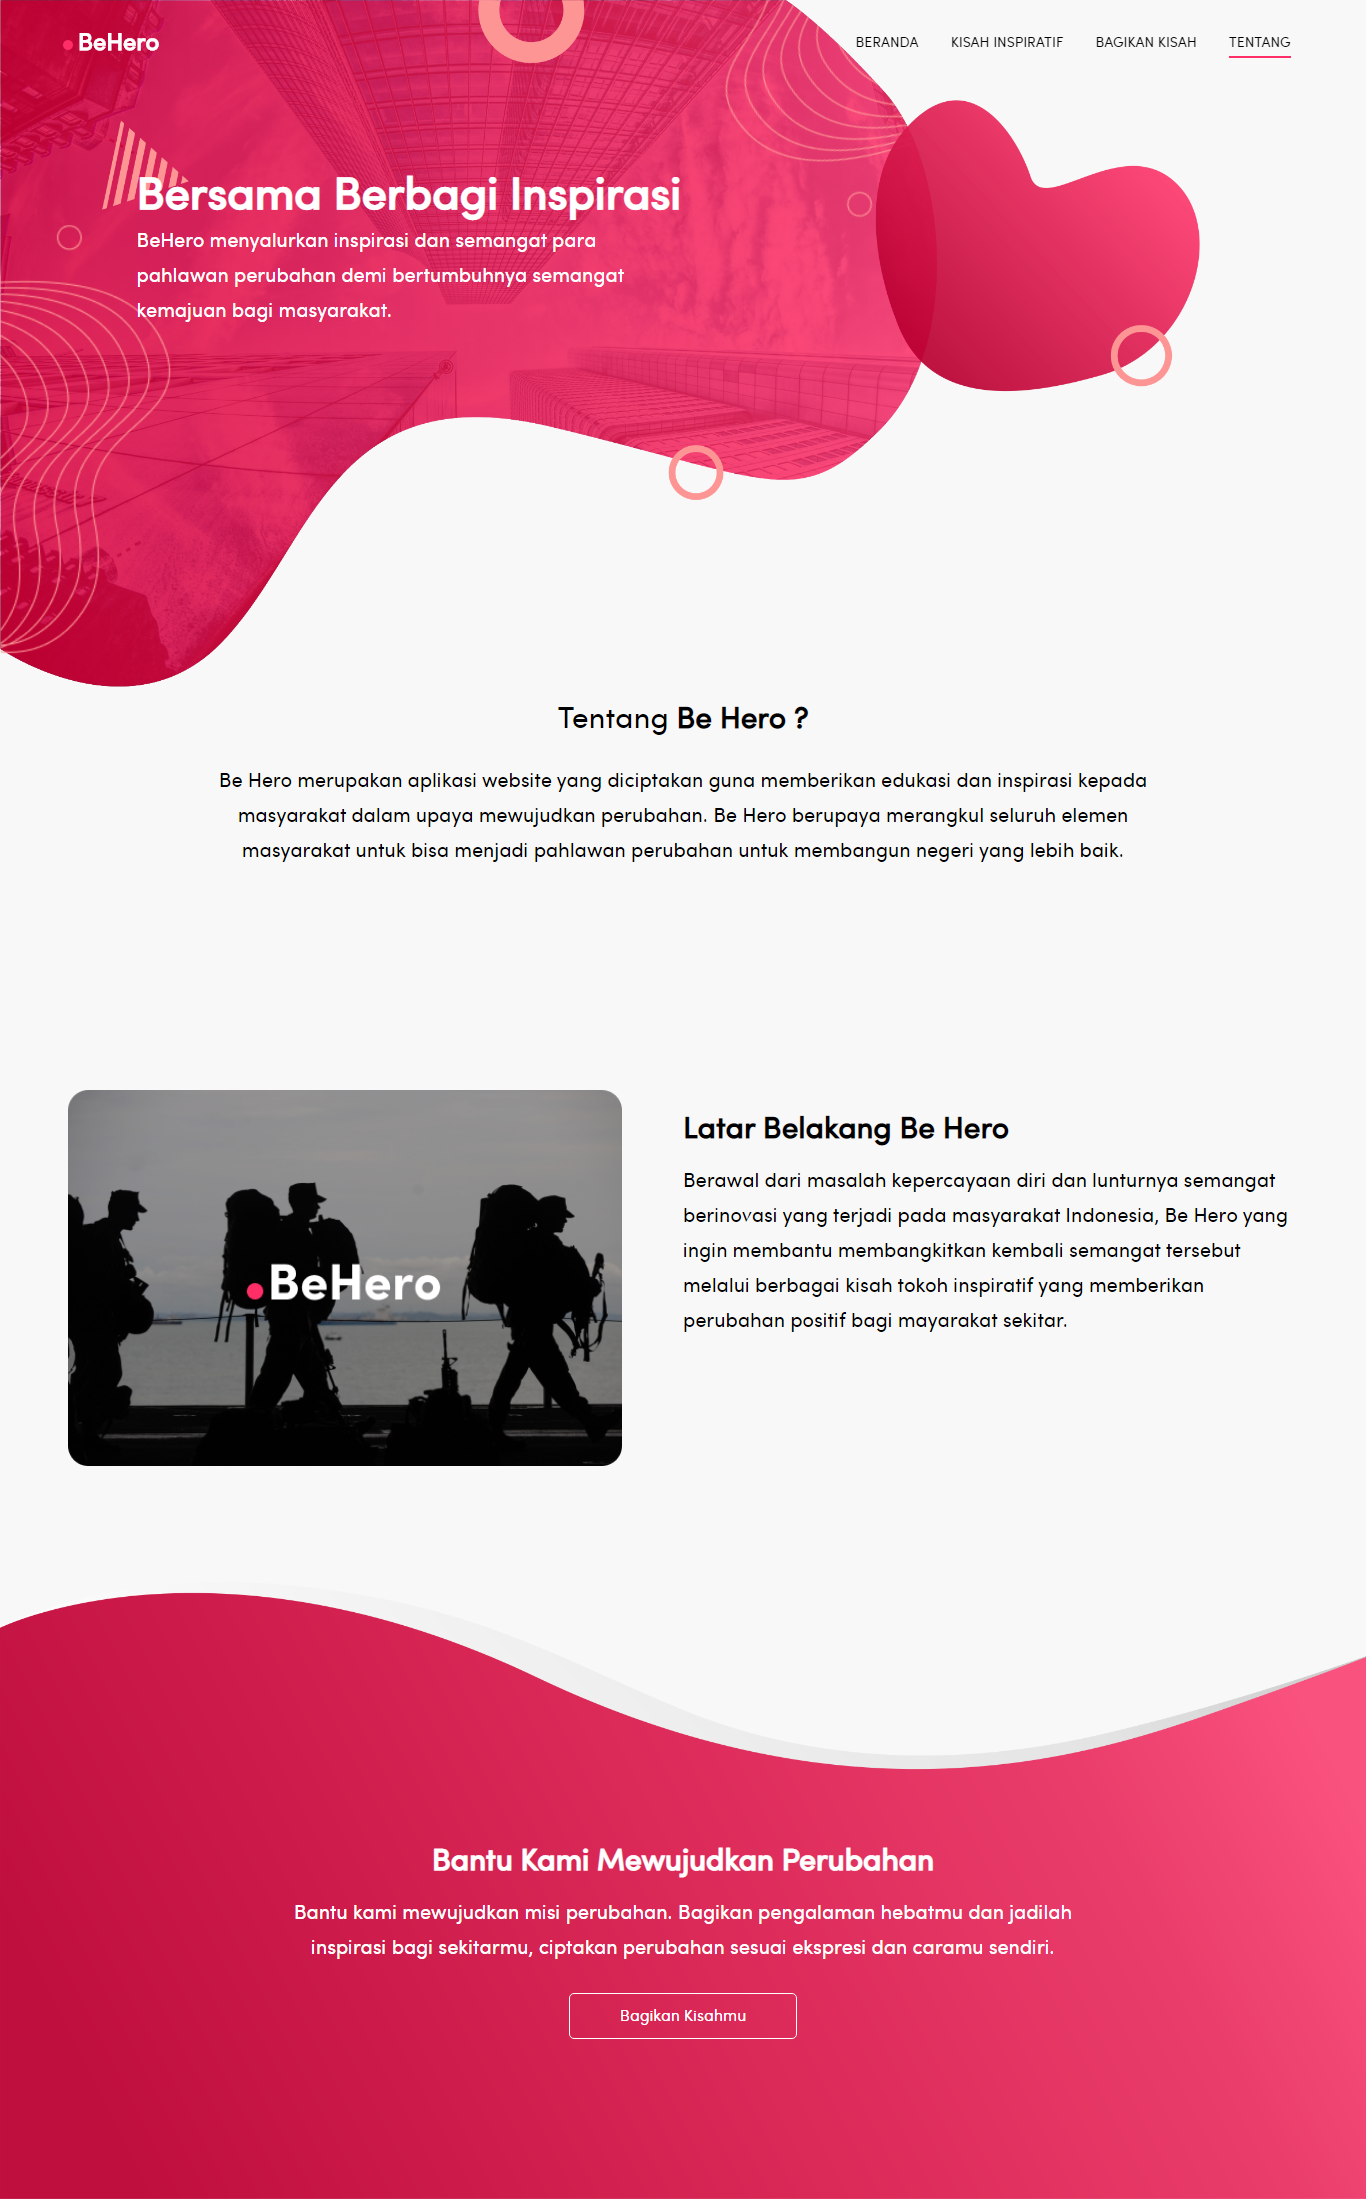 BeHero
BERANDA
KISAH INSPIRATIF
BAGIKAN KISAH
TENTANG
Bersama Berbagi Inspirasi
BeHero menyalurkan inspirasi dan semangat para
pahlawan perubahan demi bertumbuhnya semangat
kemajuan bagi masyarakat.
Tentang Be Hero ?
Be Hero merupakan aplikasi website yang diciptakan guna memberikan edukasi dan inspirasi kepada
masyarakat dalam upaya mewujudkan perubahan. Be Hero berupaya merangkul seluruh elemen
masyarakat untuk bisa menjadi pahlawan perubahan untuk membangun negeri yang lebih baik.
BeHero
Latar Belakang Be Hero
Berawal dari masalah kepercayaan diri dan lunturnya semangat
berinovasi yang terjadi pada masyarakat Indonesia, Be Hero yang
ingin membantu membangkitkan kembali semangat tersebut
melalui berbagai kisah tokoh inspiratif yang memberikan
perubahan positif bagi mayarakat sekitar.
Bantu Kami Mewujudkan Perubahan
Bantu kami mewujudkan misi perubahan. Bagikan pengalaman hebatmu dan jadilah
inspirasi bagi sekitarmu, ciptakan perubahan sesuai ekspresi dan caramu sendiri.
Bagikan Kisahmu